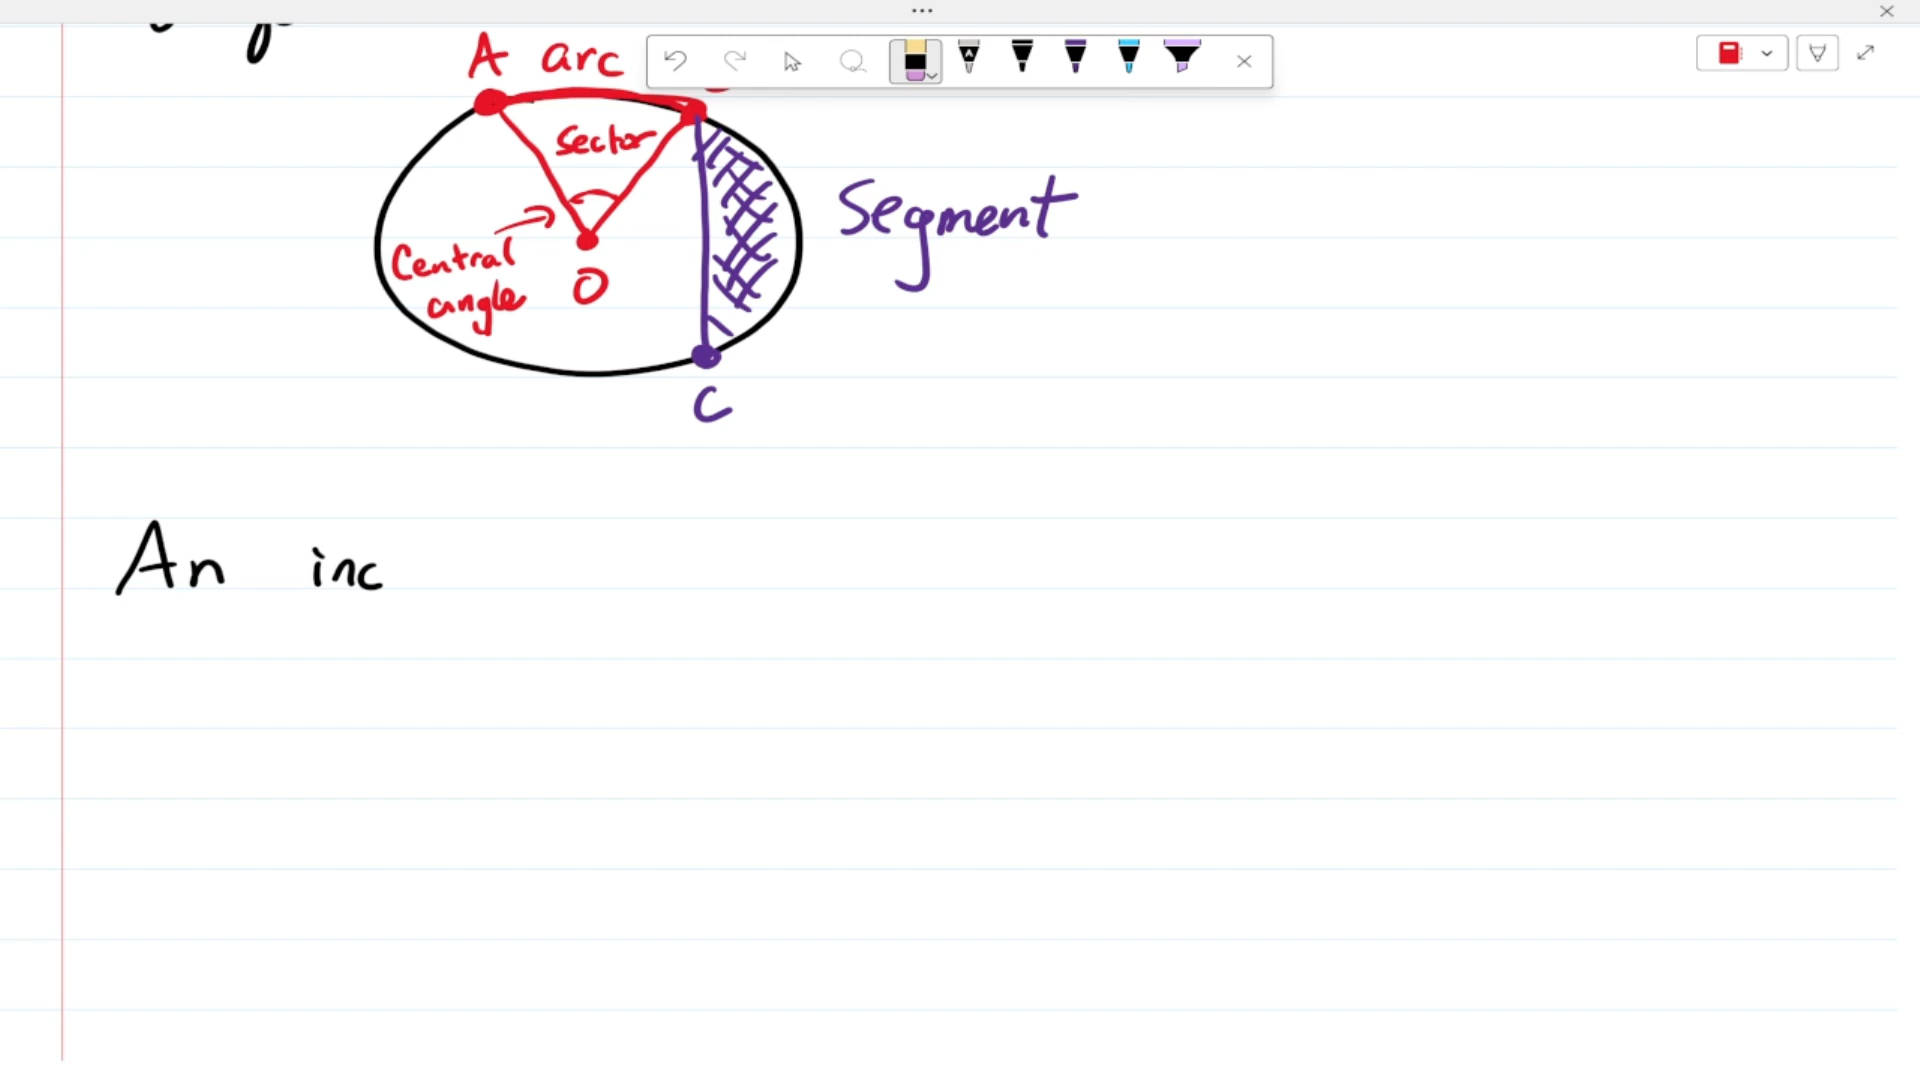 A arc
sector
Segment
Central
angle
O
C
An inc